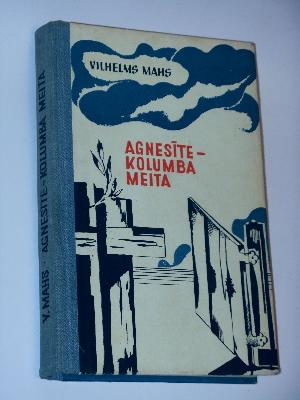 VILHELMS MAHS
AGNESĪTE–
KOLUMBA
MEITA
V. MAHS · AGNESĪTE–KOLUMBA MEITA